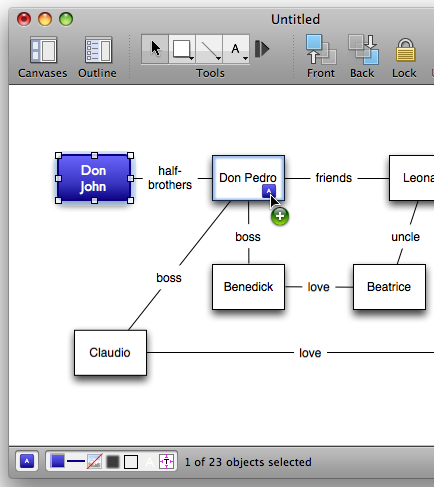 Untitled
Canvases Outline A Tools Front Back Lock
Don
John
half-
brothers
Don Pedro
friends
Leona
A
boss
uncle
boss
Benedick
love
Beatrice
Claudio
love
A
A
T
1 of 23 objects selected